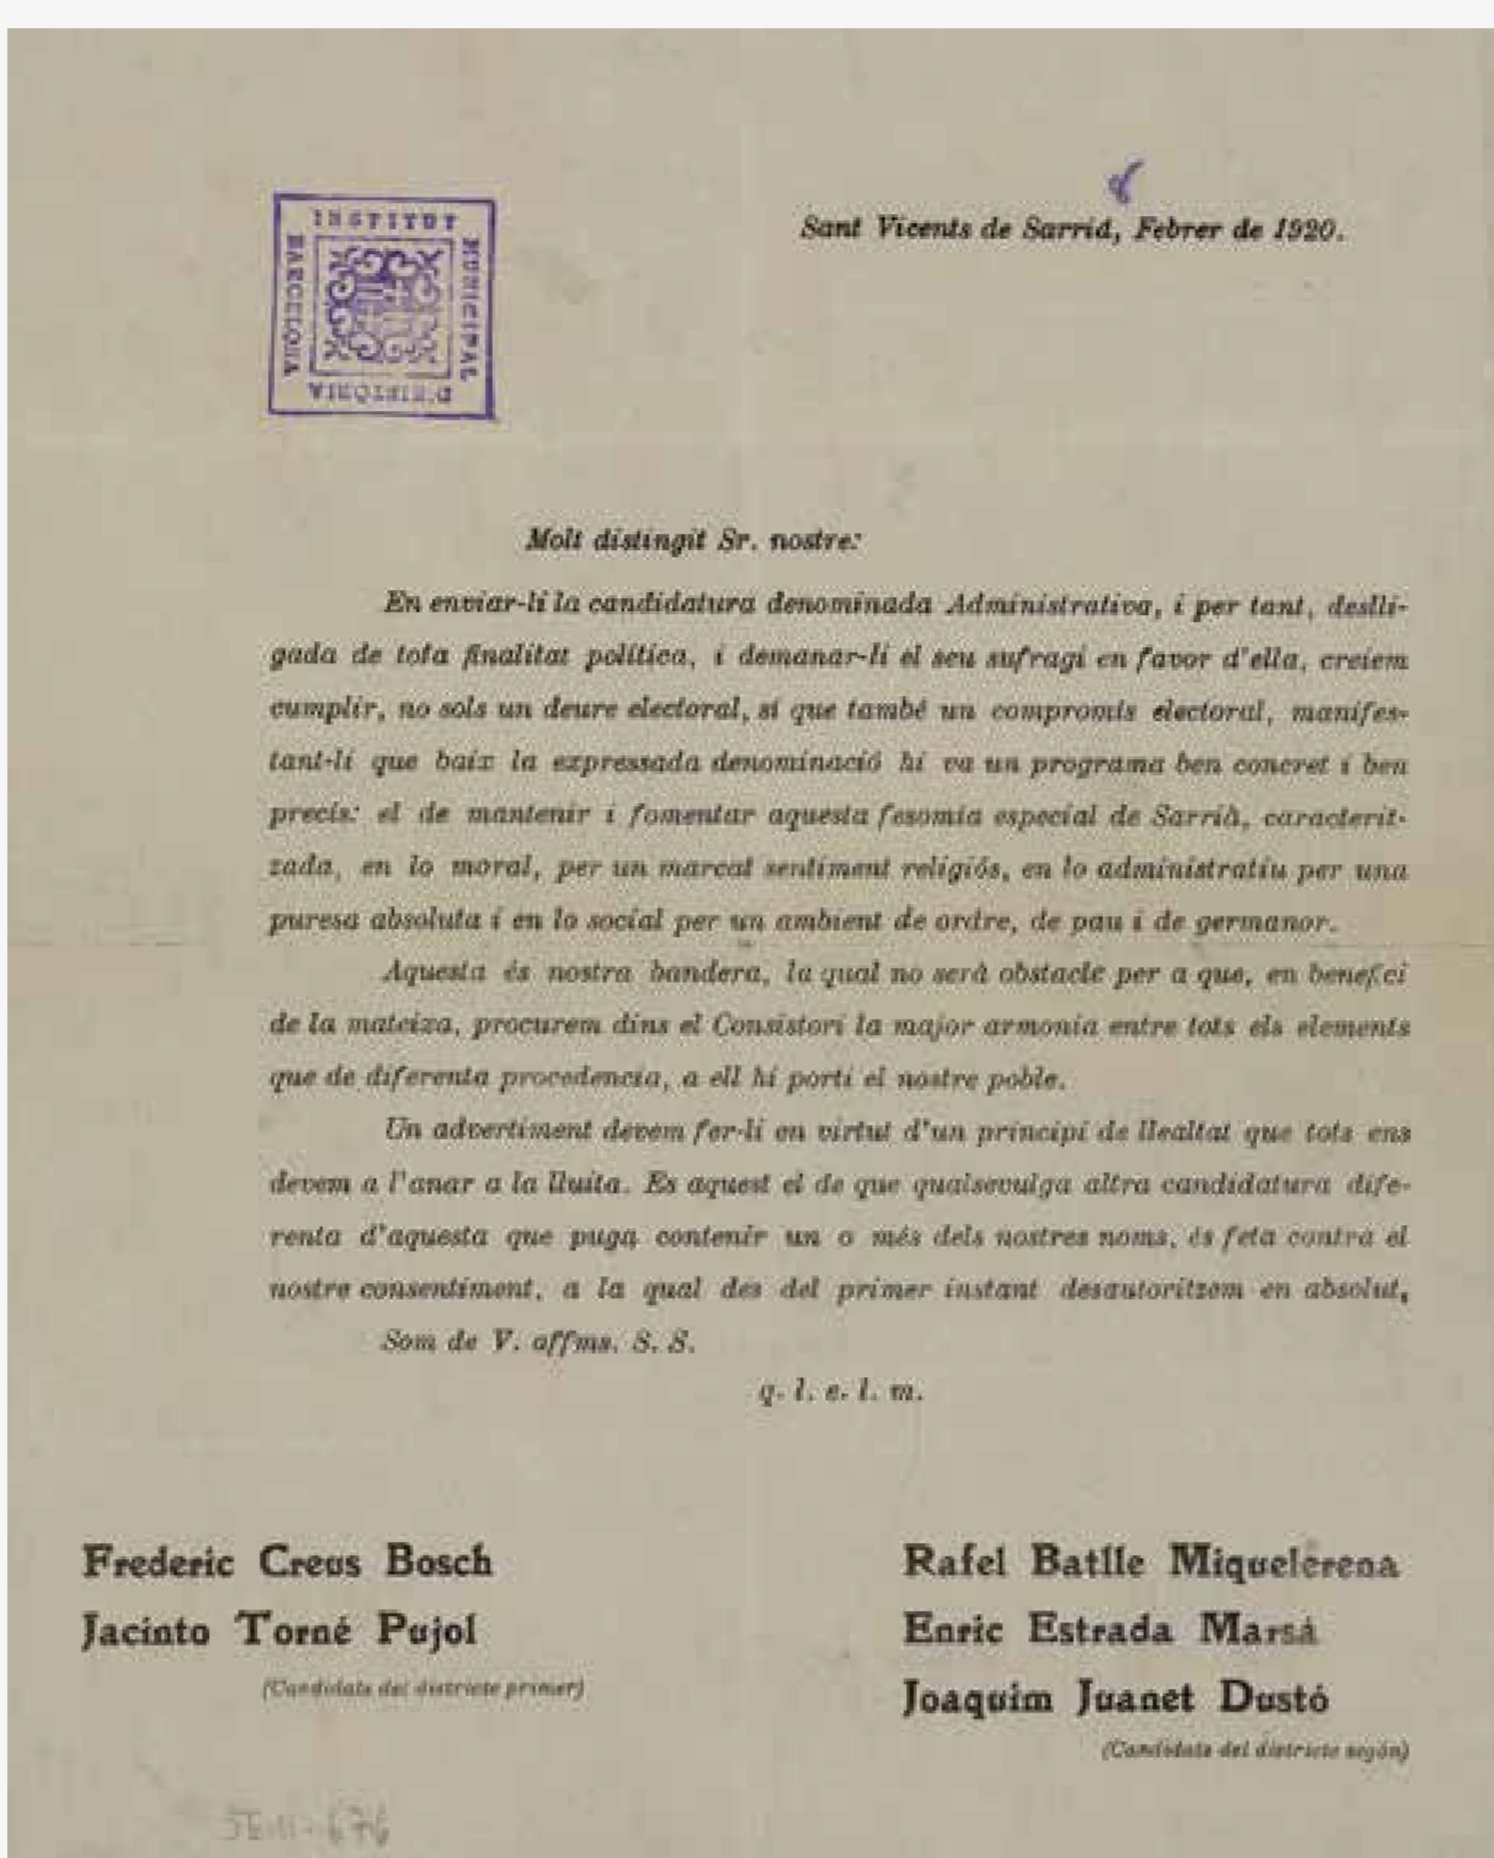 8
Sant Vicents de Sarriá, Febrer de 1920.
INSTITUT
MUNICIPAL
D'HISTÒRIA
BARCELONA
Molt distingit Sr. nostre:
En enviar-li la candidatura denominada Administrativa, i per tant, deslli-
gada de tota finalitat política, i demanar-li el seu sufragi en favor d'ella, creiem
cumplir, no sols un deure electoral, si que també un compromís electoral, manifes-
tant-li que baix la expressada denominació hi va un programa ben concret i ben
precis: el de mantenir i fomentar aquesta fesomia especial de Sarrià, caracterit-
zada, en lo moral, per un marcat sentiment religiós, en lo administratiu per una
puresa absoluta i en lo social per un ambient de ordre, de pau i de germanor.
Aquesta és nostra bandera, la qual no serà obstacle per a que, en benefici
de la mateixa, procurem dins el Consistori la major armonia entre tots els elements
que de diferenta procedencia, a ell hi porti el nostre poble.
Un advertiment devem fer-li en virtut d'un principi de llealtat que tots ens
devem a l'anar a la lluita. Es aquest el de que qualsevulga altra candidatura dife-
renta d'aquesta que puga contenir un o més dels nostres noms, és feta contra el
nostre consentiment, a la qual des del primer instant desautoritzem en absolut,
Som de V. affms. S. S.
q. l. e. l. m.
Frederic Creus Bosch
Jacinto Torné Pujol
(Candidats del districte primer)
Rafel Batlle Miquelerena
Enric Estrada Marsá
Joaquim Juanet Dustó
(Candidats del districte segón)